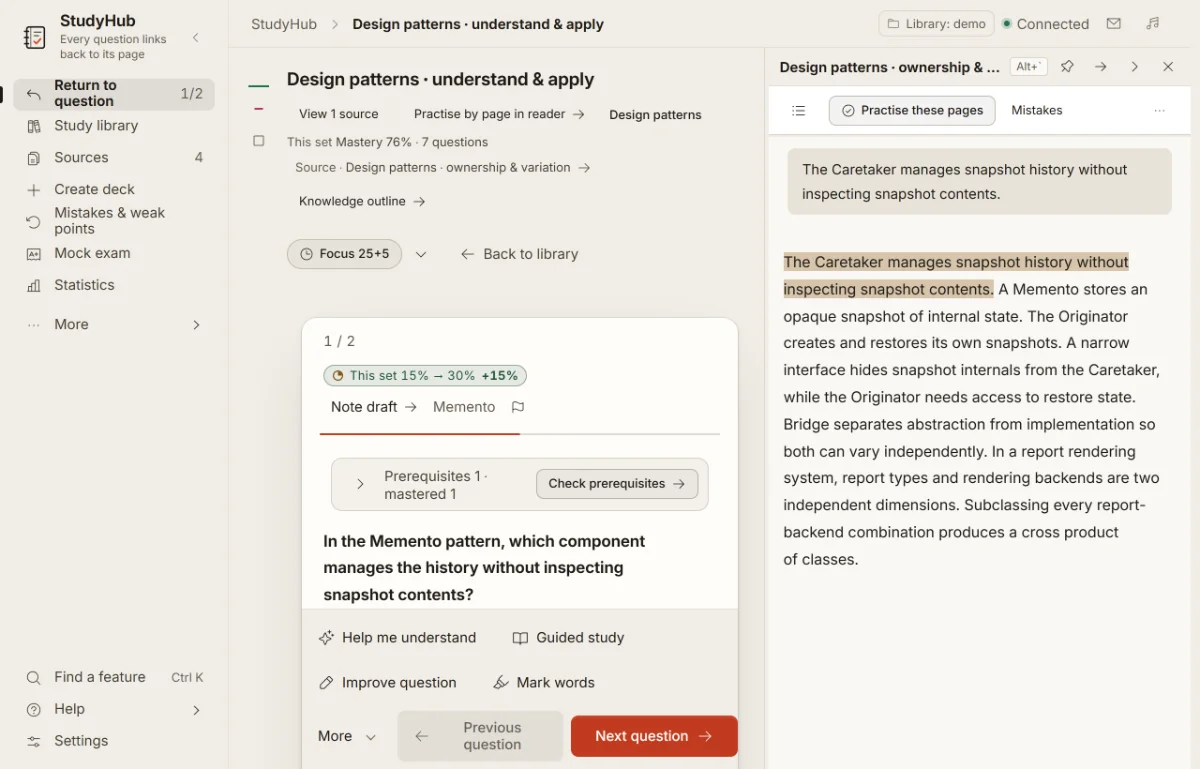 StudyHub
Every question links
back to its page
Return to
question
1/2
Study library
Sources
4
Create deck
Mistakes & weak
points
Mock exam
Statistics
More
Find a feature
Ctrl K
Help
Settings
StudyHub
Design patterns · understand & apply
Library: demo
Connected
Design patterns · understand & apply
View 1 source
Practise by page in reader →
Design patterns
This set Mastery 76% · 7 questions
Source · Design patterns · ownership & variation →
Knowledge outline →
Focus 25+5
← Back to library
1 / 2
This set 15% → 30% +15%
Note draft →
Memento
Prerequisites 1 ·
mastered 1
Check prerequisites →
In the Memento pattern, which component
manages the history without inspecting
snapshot contents?
Help me understand
Guided study
Improve question
Mark words
More
← Previous
question
Next question →
Design patterns · ownership & ...
Alt+`
Practise these pages
Mistakes
The Caretaker manages snapshot history without
inspecting snapshot contents.
The Caretaker manages snapshot history without
inspecting snapshot contents. A Memento stores an
opaque snapshot of internal state. The Originator
creates and restores its own snapshots. A narrow
interface hides snapshot internals from the Caretaker,
while the Originator needs access to restore state.
Bridge separates abstraction from implementation so
both can vary independently. In a report rendering
system, report types and rendering backends are two
independent dimensions. Subclassing every report-
backend combination produces a cross product
of classes.